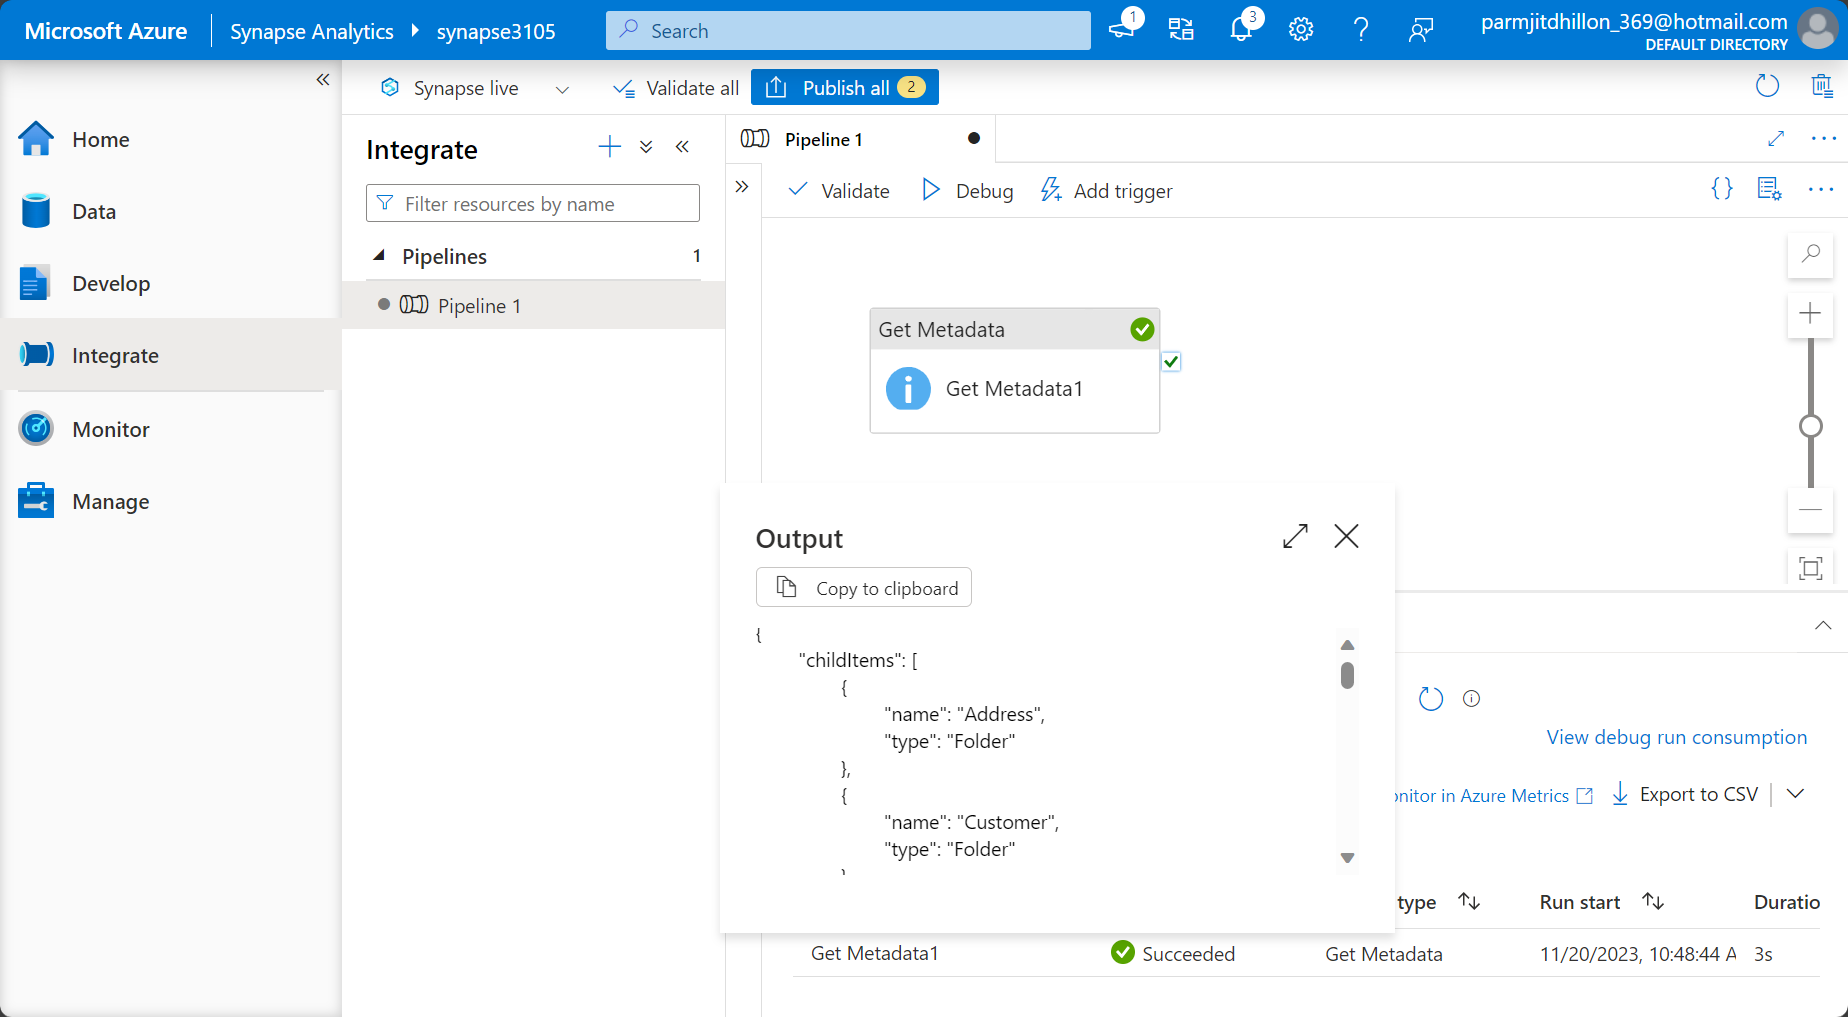 Microsoft Azure
Synapse Analytics
synapse3105
Search
1
3
parmjitdhillon_369@hotmail.com
DEFAULT DIRECTORY
Synapse live
Validate all
Publish all
2
Home
Data
Develop
Integrate
Monitor
Manage
Integrate
Filter resources by name
Pipelines
1
Pipeline 1
Pipeline 1
Validate
Debug
Add trigger
Get Metadata
Get Metadata1
Output
Copy to clipboard
{
"childItems": [
{
"name": "Address",
"type": "Folder"
},
{
"name": "Customer",
"type": "Folder"
View debug run consumption
onitor in Azure Metrics
Export to CSV
type
Run start
Duratio
Get Metadata1
Succeeded
Get Metadata
11/20/2023, 10:48:44 A
3s